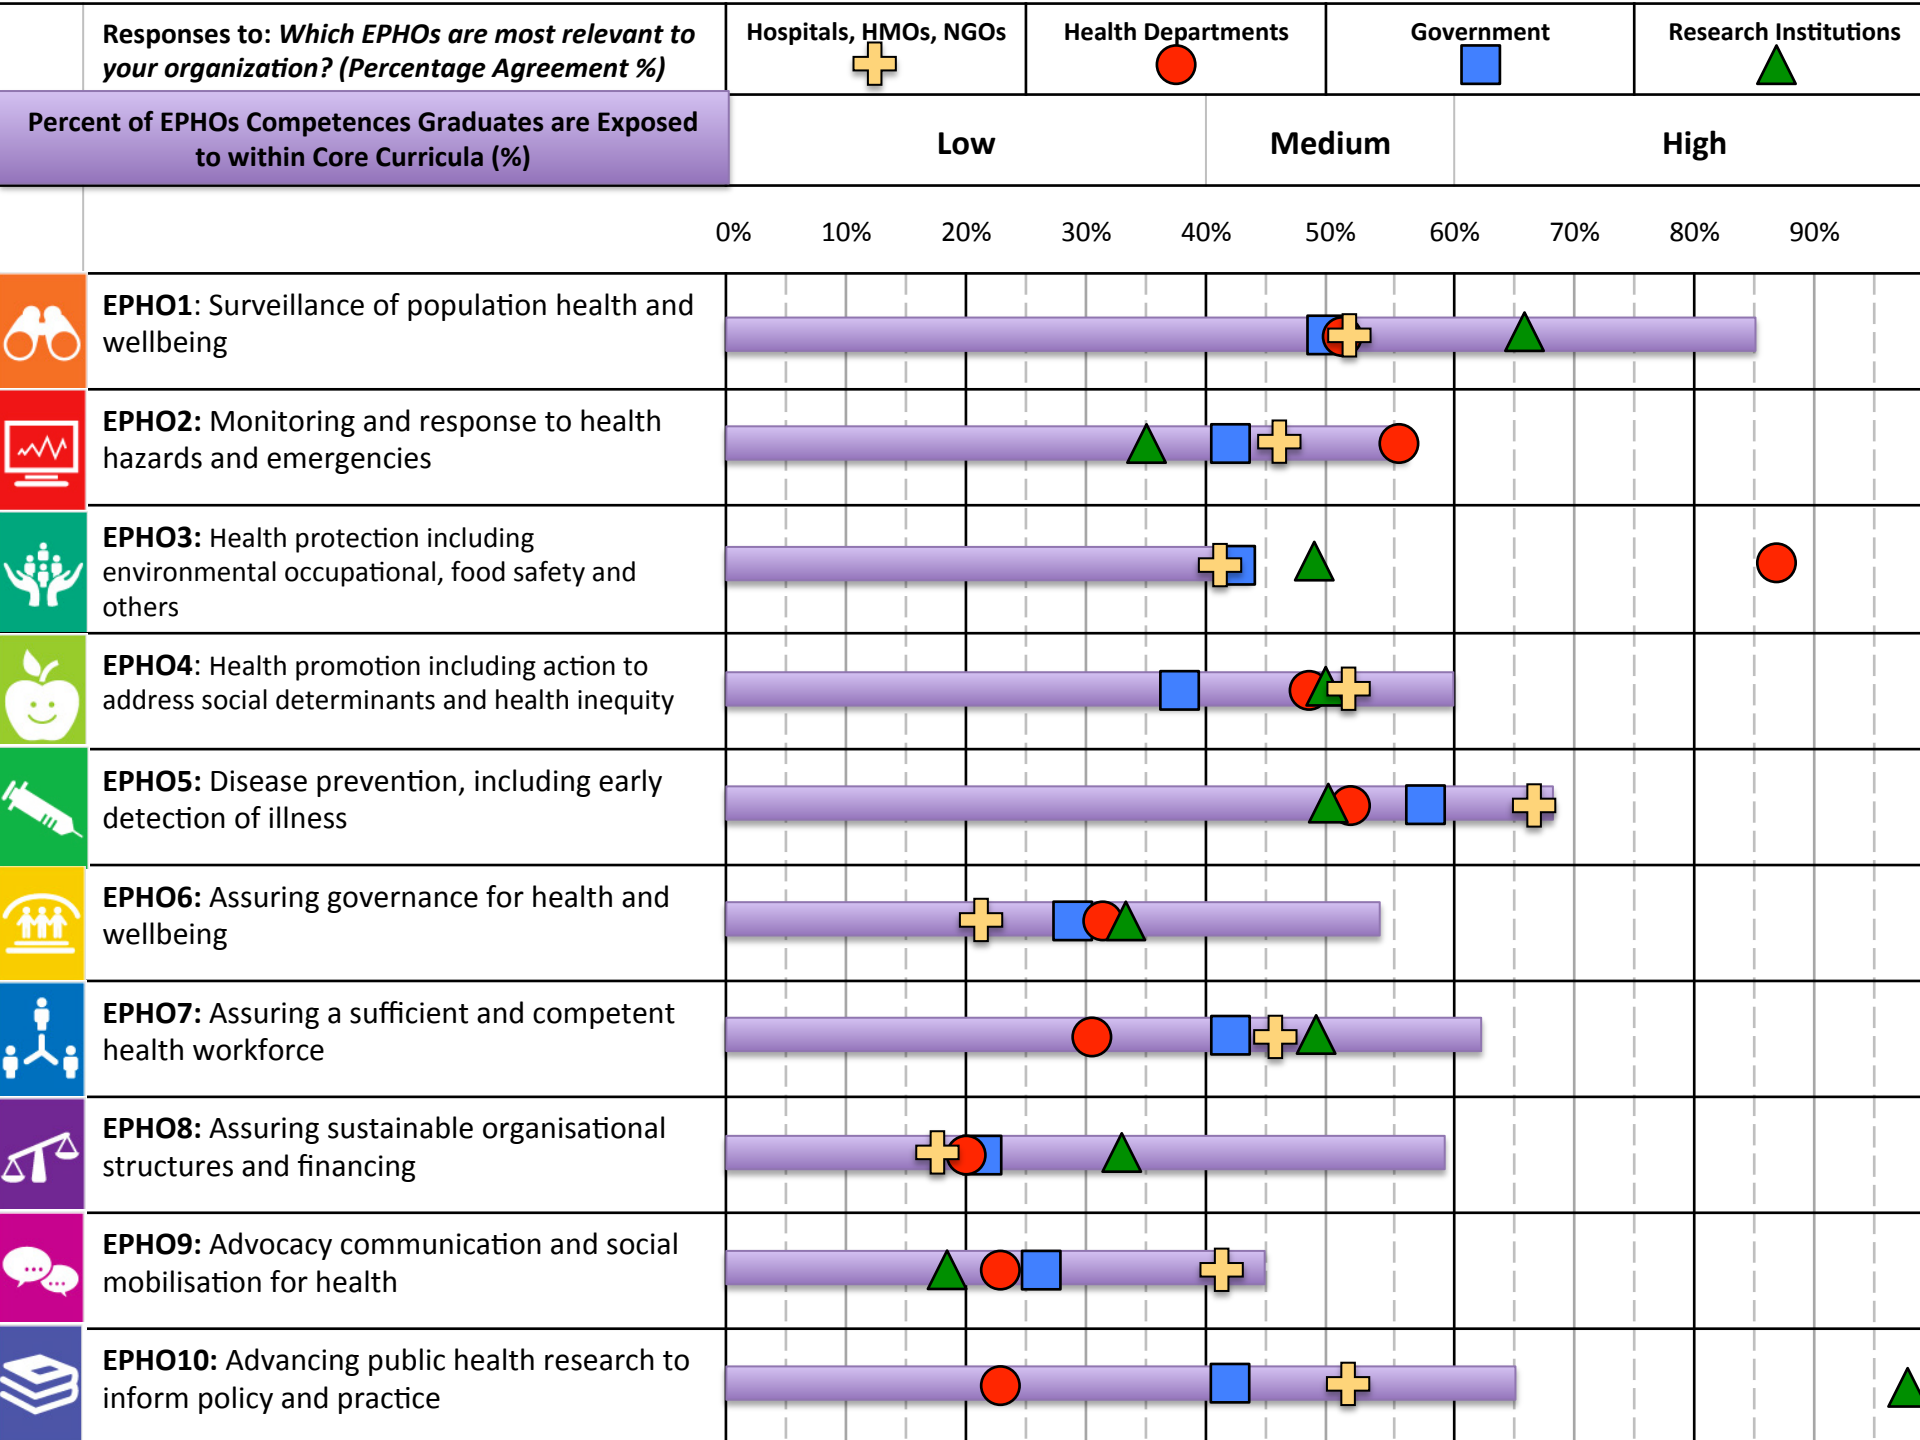 Responses to: Which EPHOs are most relevant to
your organization? (Percentage Agreement %)
Hospitals, HMOs, NGOs
Health Departments
Government
Research Institutions
Percent of EPHOs Competences Graduates are Exposed
to within Core Curricula (%)
Low
Medium
High
0%
10%
20%
30%
40%
50%
60%
70%
80%
90%
EPHO1: Surveillance of population health and
wellbeing
EPHO2: Monitoring and response to health
hazards and emergencies
EPHO3: Health protection including
environmental occupational, food safety and
others
EPHO4: Health promotion including action to
address social determinants and health inequity
EPHO5: Disease prevention, including early
detection of illness
EPHO6: Assuring governance for health and
wellbeing
EPHO7: Assuring a sufficient and competent
health workforce
EPHO8: Assuring sustainable organisational
structures and financing
EPHO9: Advocacy communication and social
mobilisation for health
EPHO10: Advancing public health research to
inform policy and practice